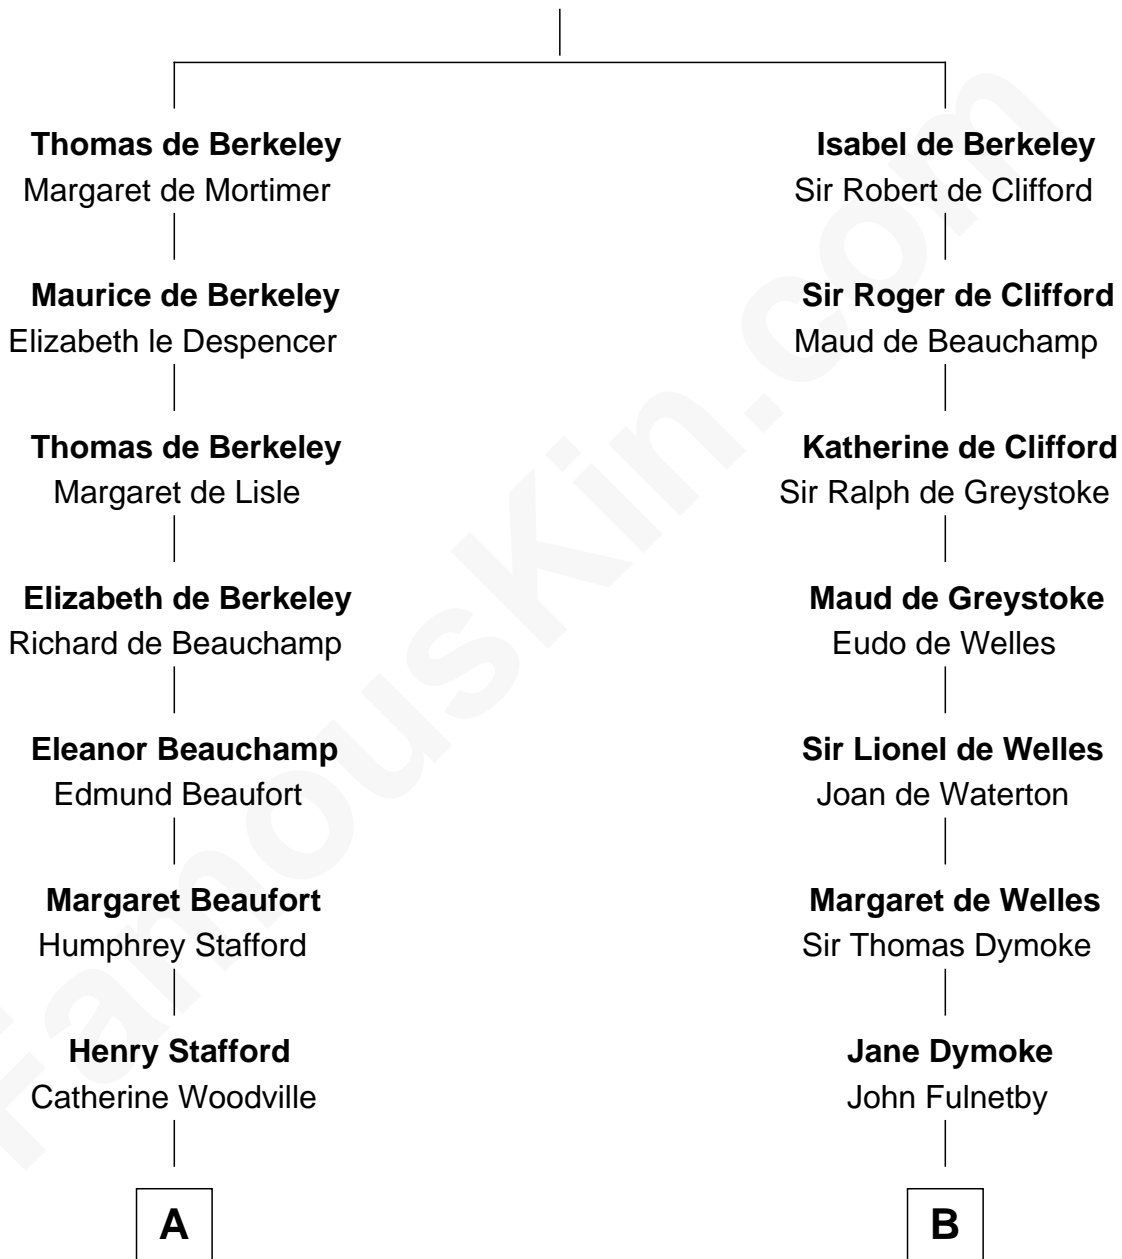 Thomas de Berkeley
Margaret de Mortimer
Maurice de Berkeley
Elizabeth le Despencer
Thomas de Berkeley
Margaret de Lisle
Elizabeth de Berkeley
Richard de Beauchamp
Eleanor Beauchamp
Edmund Beaufort
Margaret Beaufort
Humphrey Stafford
Henry Stafford
Catherine Woodville
A
Isabel de Berkeley
Sir Robert de Clifford
Sir Roger de Clifford
Maud de Beauchamp
Katherine de Clifford
Sir Ralph de Greystoke
Maud de Greystoke
Eudo de Welles
Sir Lionel de Welles
Joan de Waterton
Margaret de Welles
Sir Thomas Dymoke
Jane Dymoke
John Fulnetby
B
FamousKin.com